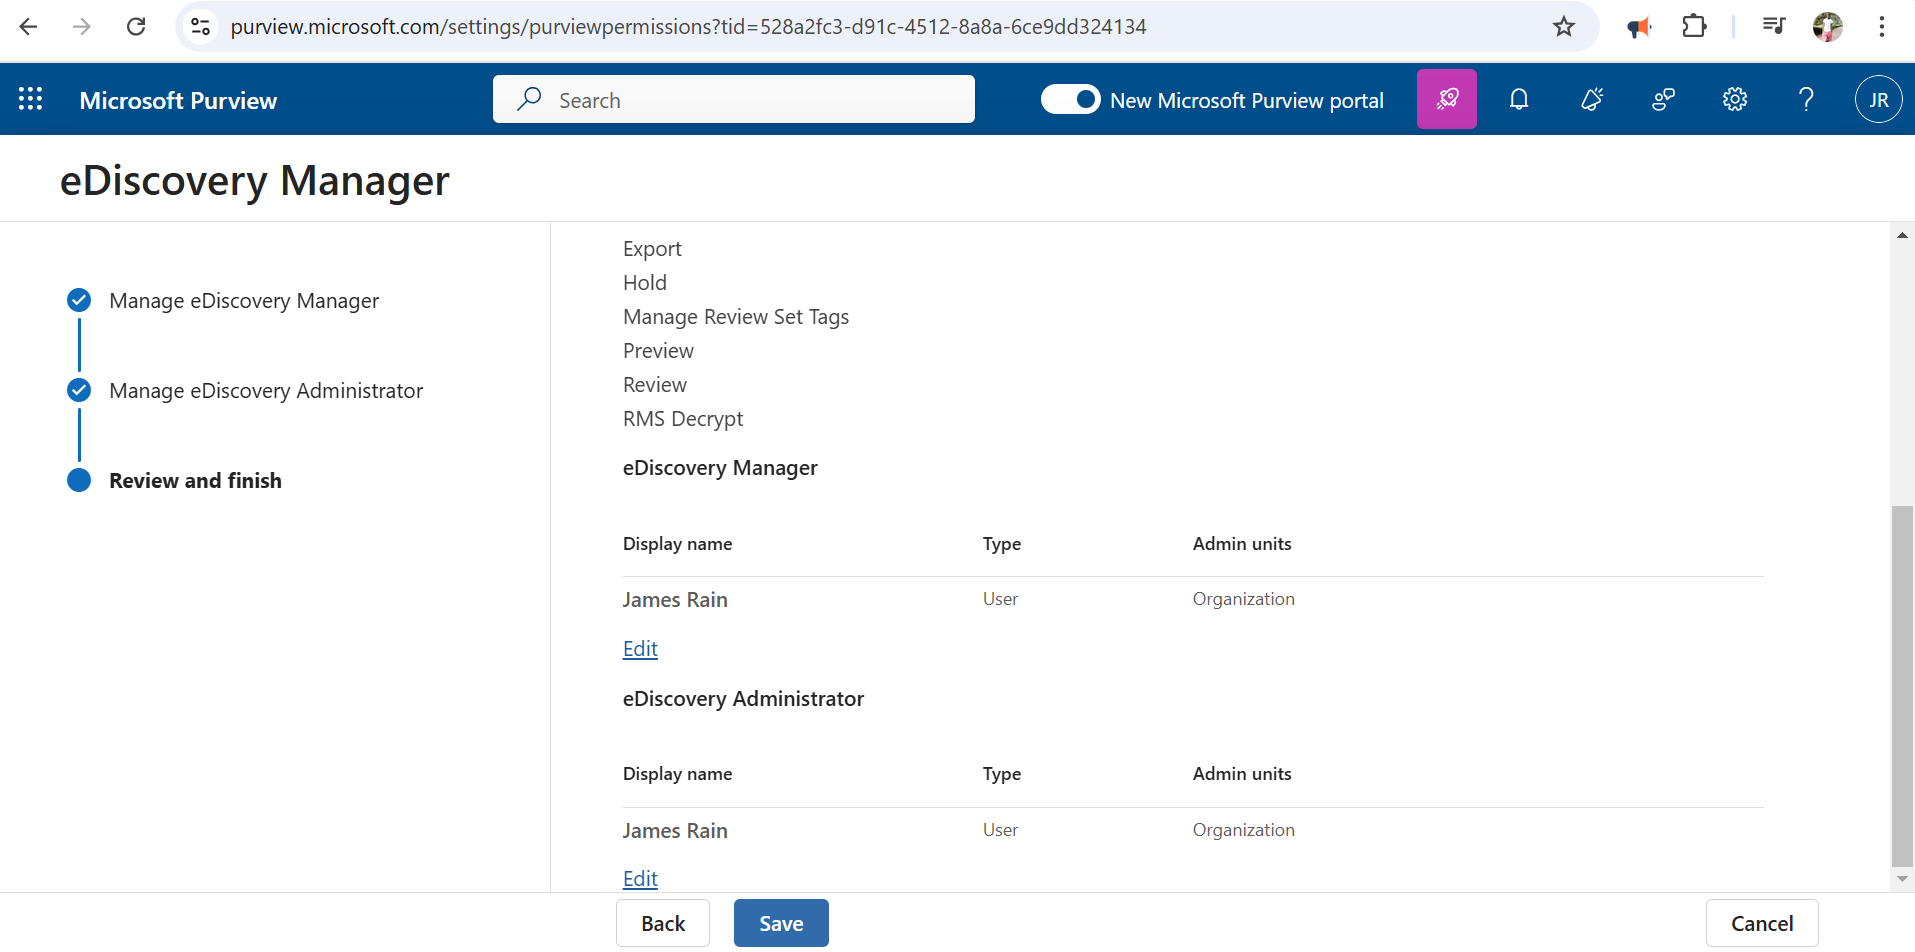 purview.microsoft.com/settings/purviewpermissions?tid=528a2fc3-d91c-4512-8a8a-6ce9dd324134
Microsoft Purview
Search
New Microsoft Purview portal
JR
eDiscovery Manager
Manage eDiscovery Manager
Manage eDiscovery Administrator
Review and finish
Export
Hold
Manage Review Set Tags
Preview
Review
RMS Decrypt
eDiscovery Manager
Display name Type Admin units
James Rain User Organization
Edit
eDiscovery Administrator
Display name Type Admin units
James Rain User Organization
Edit
Back Save Cancel